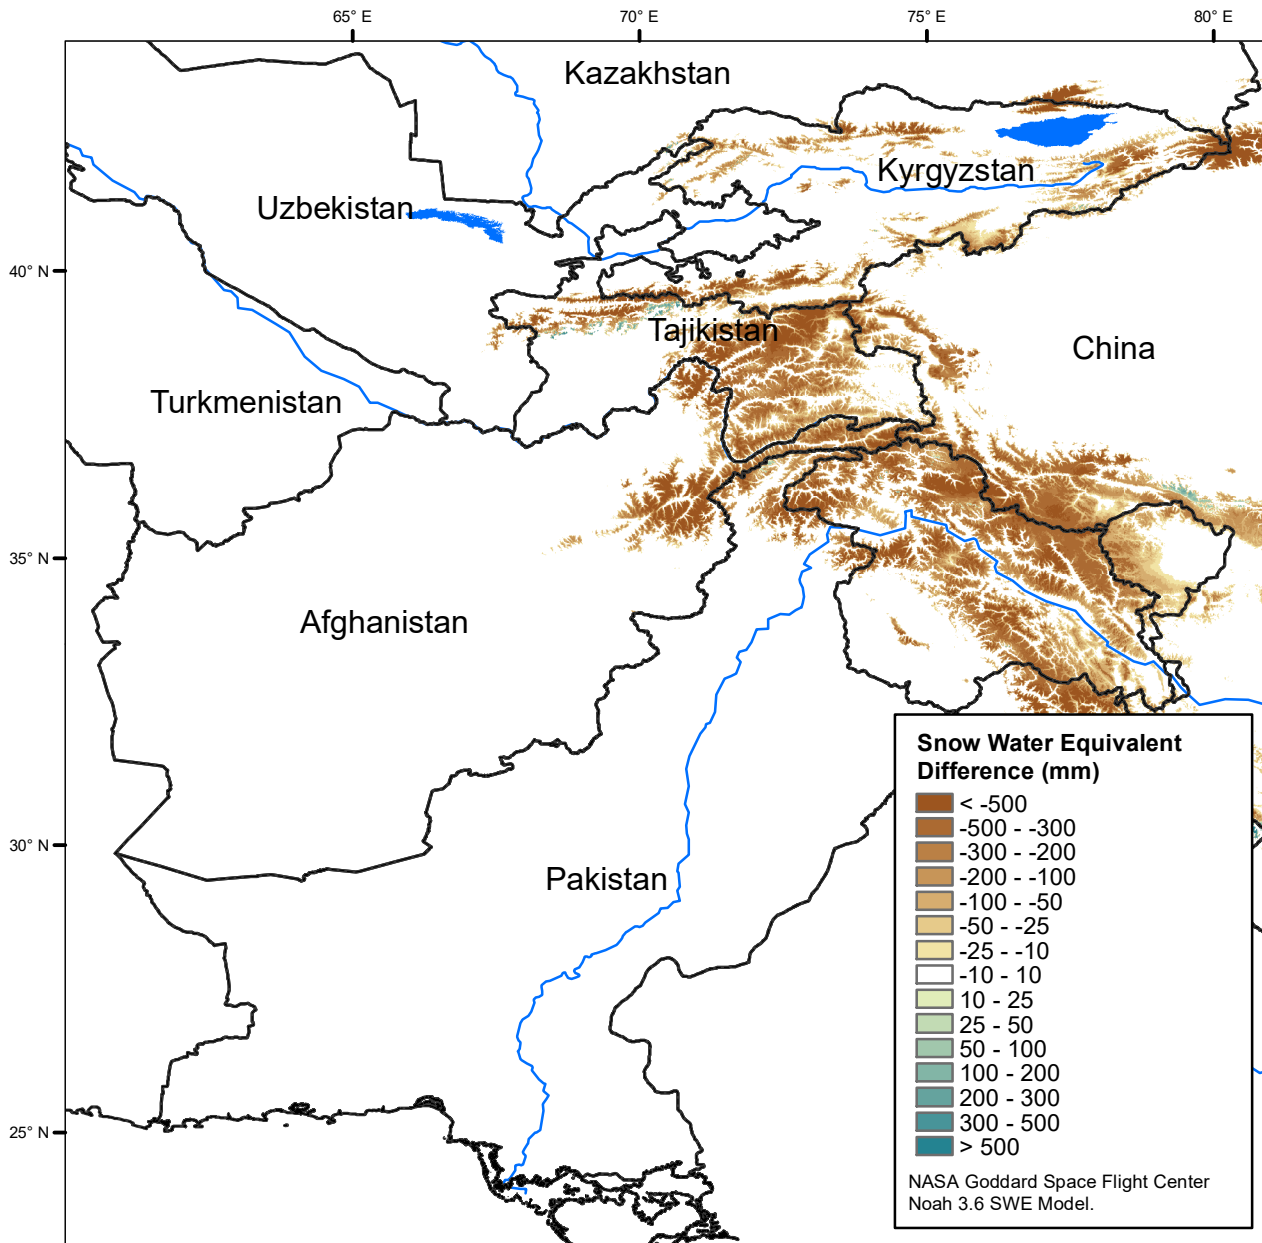 65° E
70° E
75° E
80° E
Kazakhstan
Kyrgyzstan
Uzbekistan
40° N
Tajikistan
China
Turkmenistan
35° N
Afghanistan
30° N
Pakistan
25° N
Snow Water Equivalent
Difference (mm)
< -500
-500 - -300
-300 - -200
-200 - -100
-100 - -50
-50 - -25
-25 - -10
-10 - 10
10 - 25
25 - 50
50 - 100
100 - 200
200 - 300
300 - 500
> 500
NASA Goddard Space Flight Center
Noah 3.6 SWE Model.